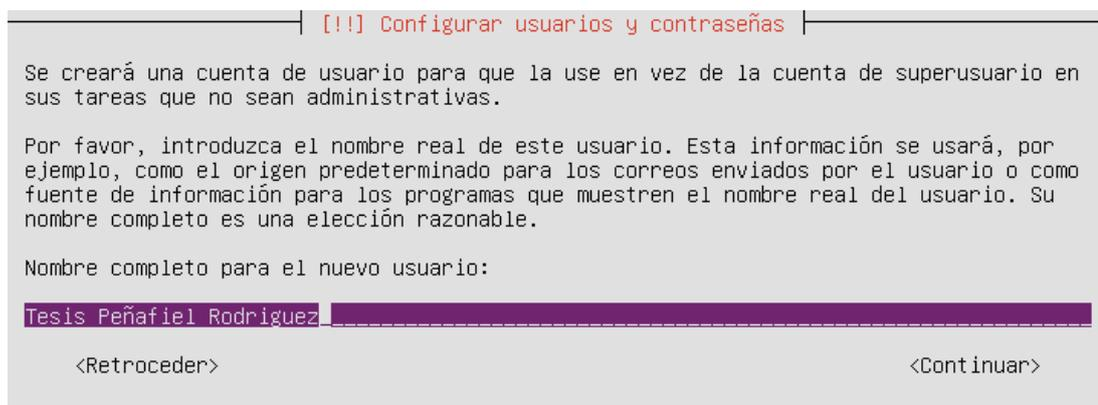 [!!] Configurar usuarios y contraseñas
Se creará una cuenta de usuario para que la use en vez de la cuenta de superusuario en
sus tareas que no sean administrativas.
Por favor, introduzca el nombre real de este usuario. Esta información se usará, por
ejemplo, como el origen predeterminado para los correos enviados por el usuario o como
fuente de información para los programas que muestren el nombre real del usuario. Su
nombre completo es una elección razonable.
Nombre completo para el nuevo usuario:
Tesis Peñafiel Rodriguez
<Retroceder> <Continuar>